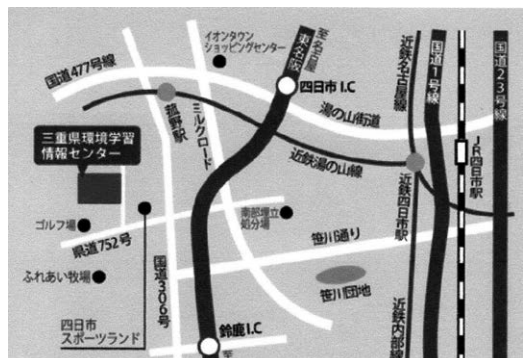 イオンタウン
ショッピングセンター
至名古屋
東名阪
近鉄名古屋線
国道1号線
国道23号線
国道477号線
四日市I.C
菰野駅
ミルクロード
湯の山街道
JR四日市駅
三重県環境学習
情報センター
近鉄湯の山線
近鉄四日市駅
ゴルフ場
県道752号
南部埋立
処分場
笹川通り
ふれあい牧場
国道306号
笹川団地
四日市
スポーツランド
鈴鹿I.C
至
近鉄内部線